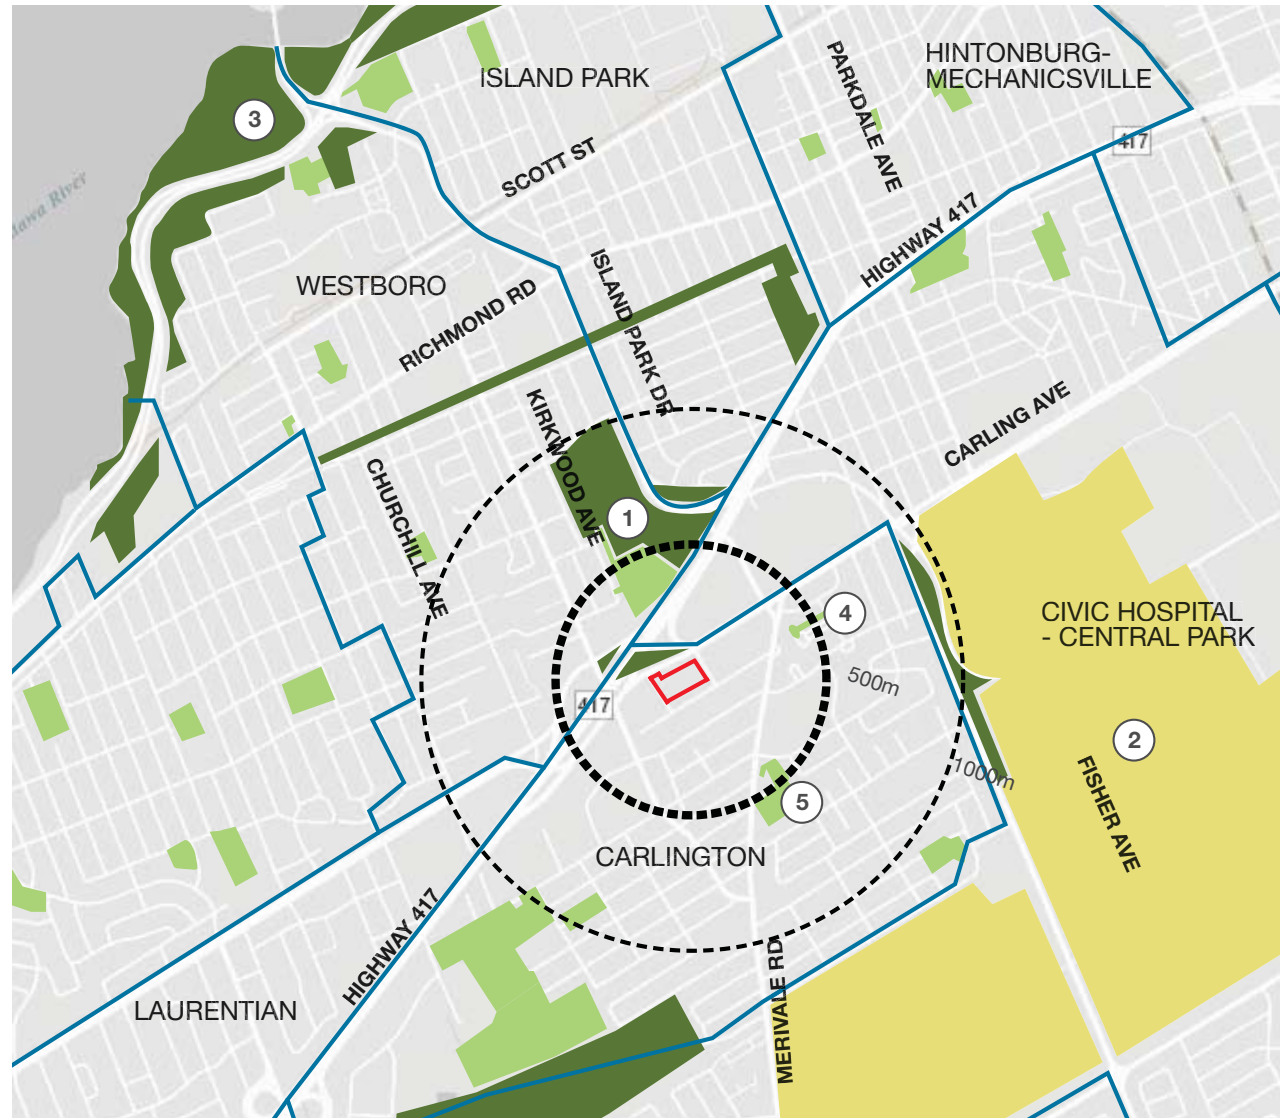 ISLAND PARK
HINTONBURG-
MECHANICSVILLE
PARKDALE AVE
3
417
SCOTT ST
River
HIGHWAY 417
WESTBORO
ISLAND PARK DR
RICHMOND RD
KIRKWOOD AVE
CARLING AVE
CHURCHILL AVE
1
CIVIC HOSPITAL
- CENTRAL PARK
4
500m
417
2
1000m
FISHER AVE
5
CARLINGTON
HIGHWAY 417
MERIVALE RD
LAURENTIAN